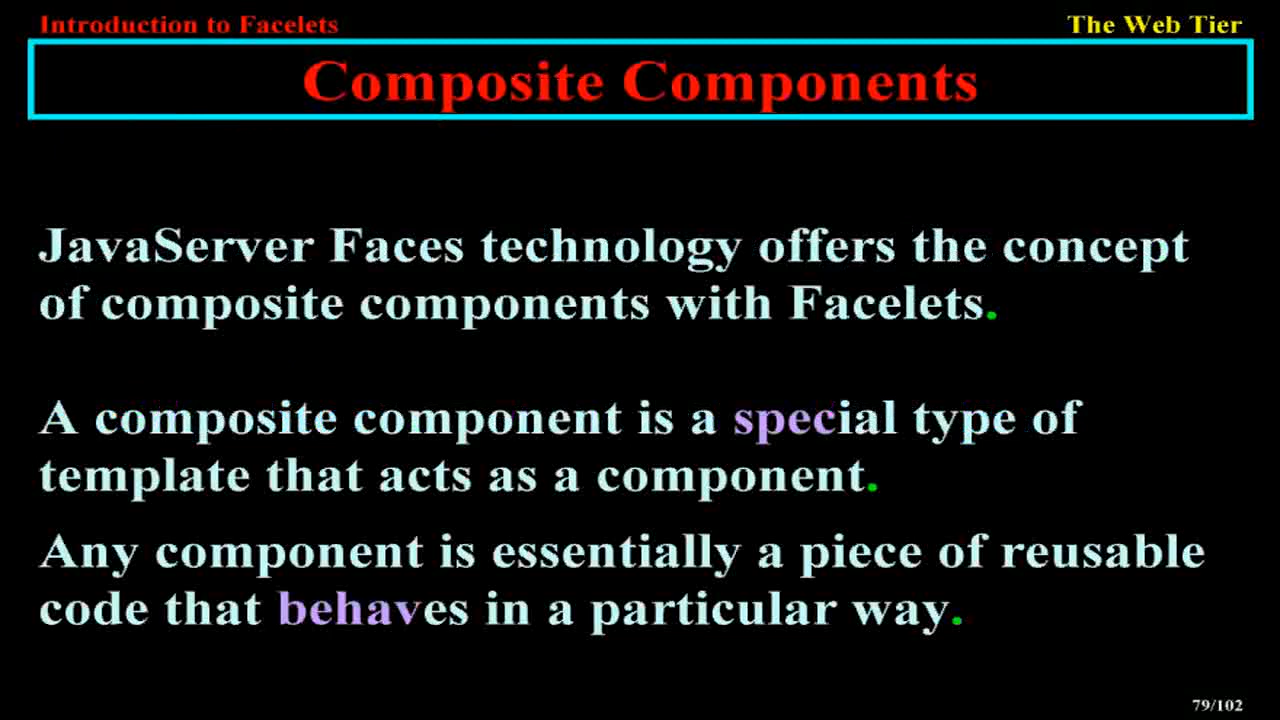 Introduction to Facelets
The Web Tier
Composite Components
JavaServer Faces technology offers the concept
of composite components with Facelets.
A composite component is a special type of
template that acts as a component.
Any component is essentially a piece of reusable
code that behaves in a particular way.
79/102